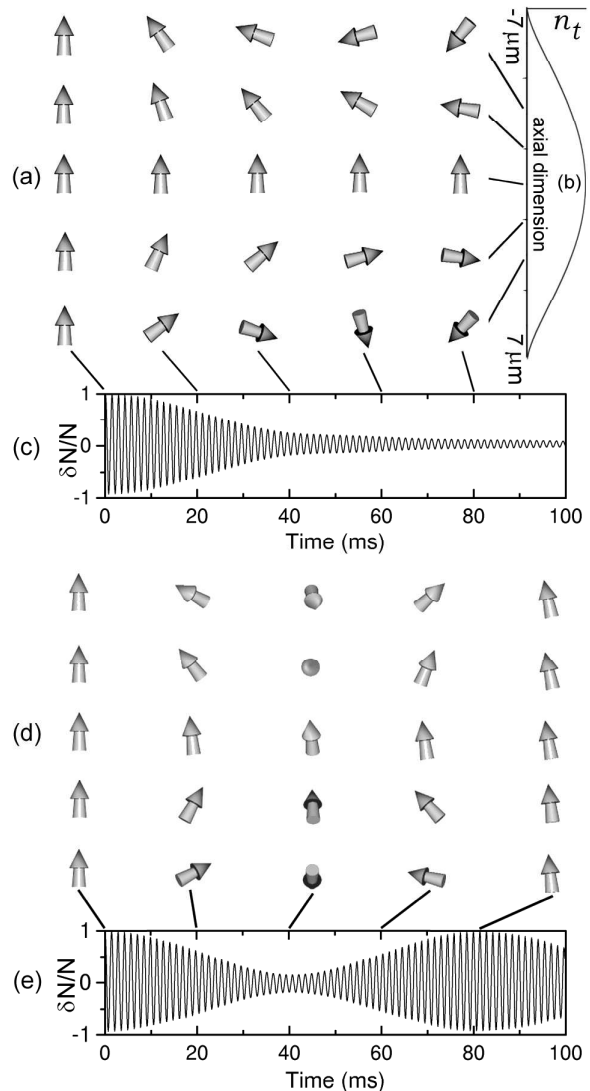 -7 μm
n_t
axial dimension
(b)
7 μm
(a)
(c)
δN/N
1
0
-1
0 20 40 60 80 100
Time (ms)
(d)
(e)
δN/N
1
0
-1
0 20 40 60 80 100
Time (ms)